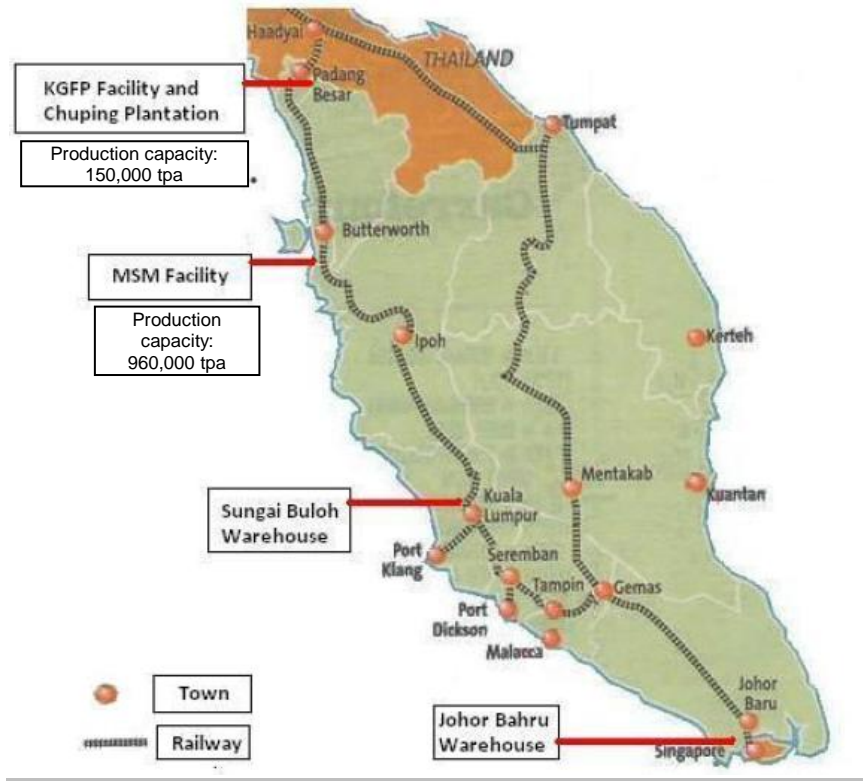 Haadyai
THAILAND
KGFP Facility and
Chuping Plantation
Padang
Besar
Tumpat
Production capacity:
150,000 tpa
Butterworth
MSM Facility
Production
capacity:
960,000 tpa
Ipoh
Kerteh
Mentakab
Sungai Buloh
Warehouse
Kuala
Lumpur
Kuantan
Port
Klang
Seremban
Tampin
Gemas
Port
Dickson
Malacca
Town
Railway
Johor
Baru
Johor Bahru
Warehouse
Singapore